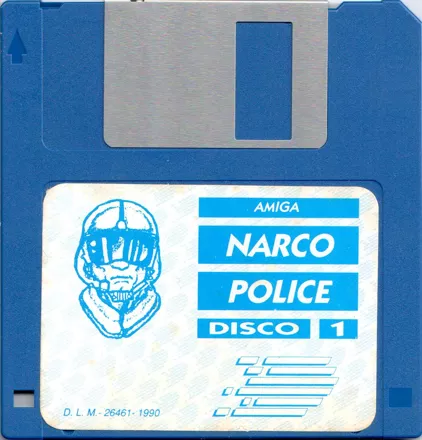 AMIGA
NARCO
POLICE
DISCO 1
D. L. M. - 26461- 1990